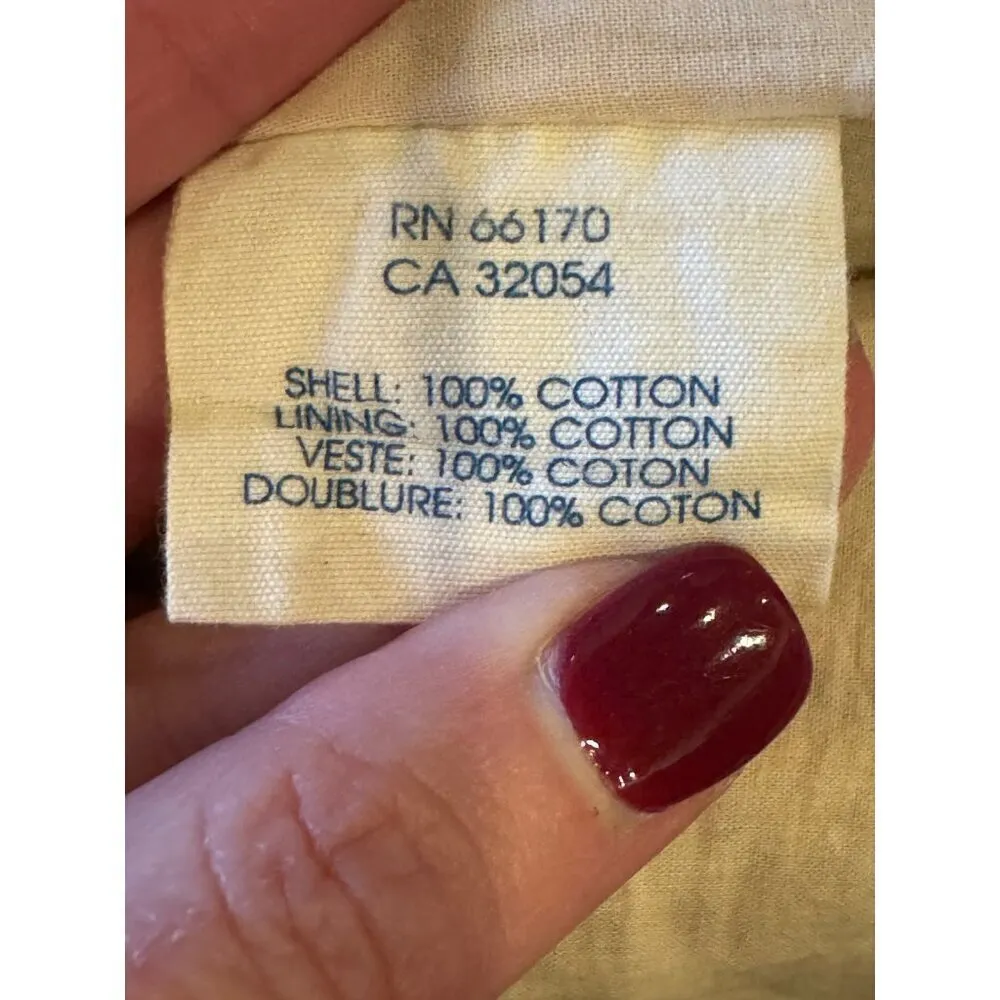 RN 66170
CA 32054
SHELL: 100% COTTON
LINING: 100% COTTON
VESTE: 100% COTON
DOUBLURE: 100% COTON